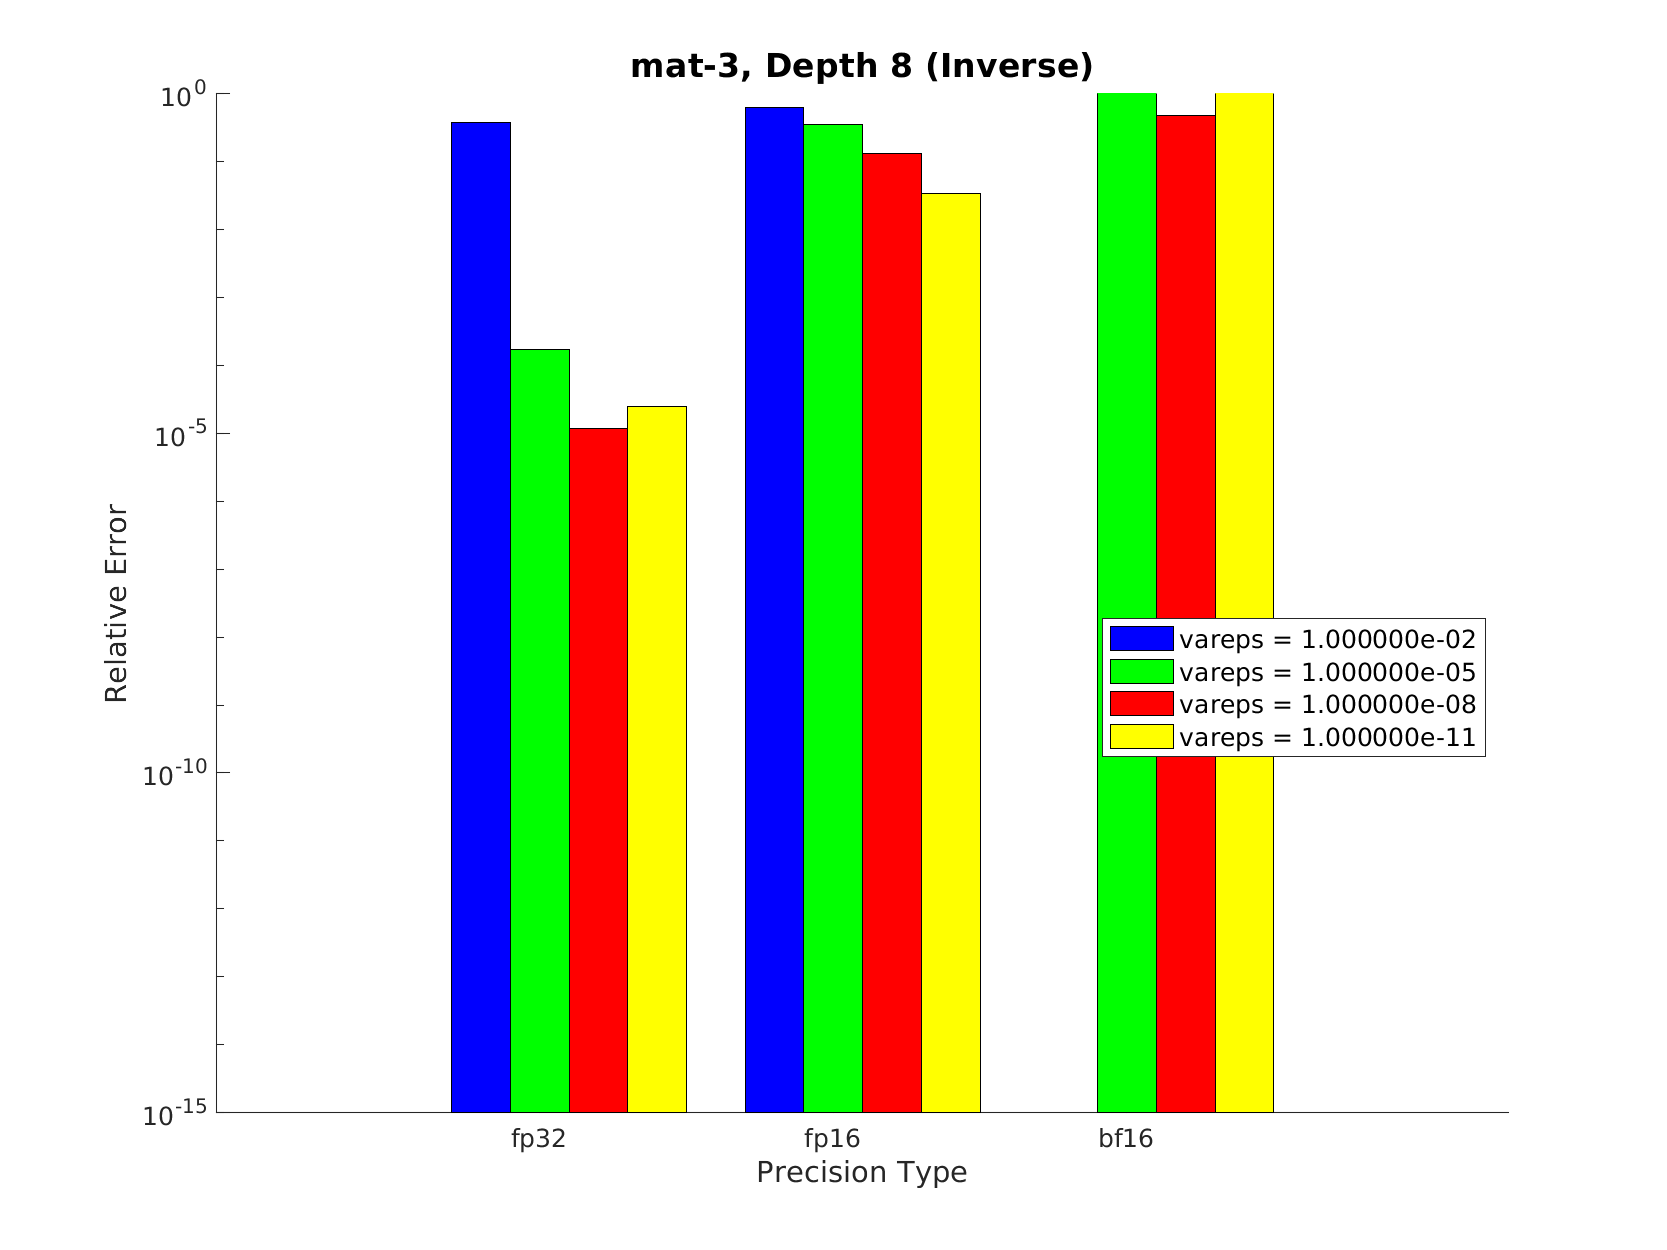 mat-3, Depth 8 (Inverse)
10^0
10^-5
10^-10
10^-15
Relative Error
vareps = 1.000000e-02
vareps = 1.000000e-05
vareps = 1.000000e-08
vareps = 1.000000e-11
fp32 fp16 bf16
Precision Type